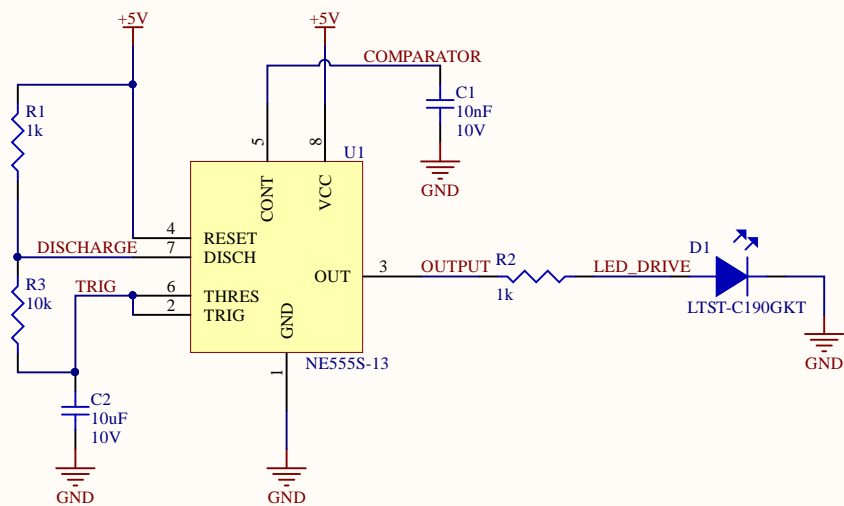 +5V
+5V
COMPARATOR
C1
10nF
10V
GND
R1
1k
5
8
U1
CONT
VCC
4
RESET
DISCHARGE
7
DISCH
R3
10k
TRIG
6
THRES
2
TRIG
GND
OUT
3
OUTPUT
R2
1k
LED_DRIVE
D1
LTST-C190GKT
GND
NE555S-13
1
C2
10uF
10V
GND
GND